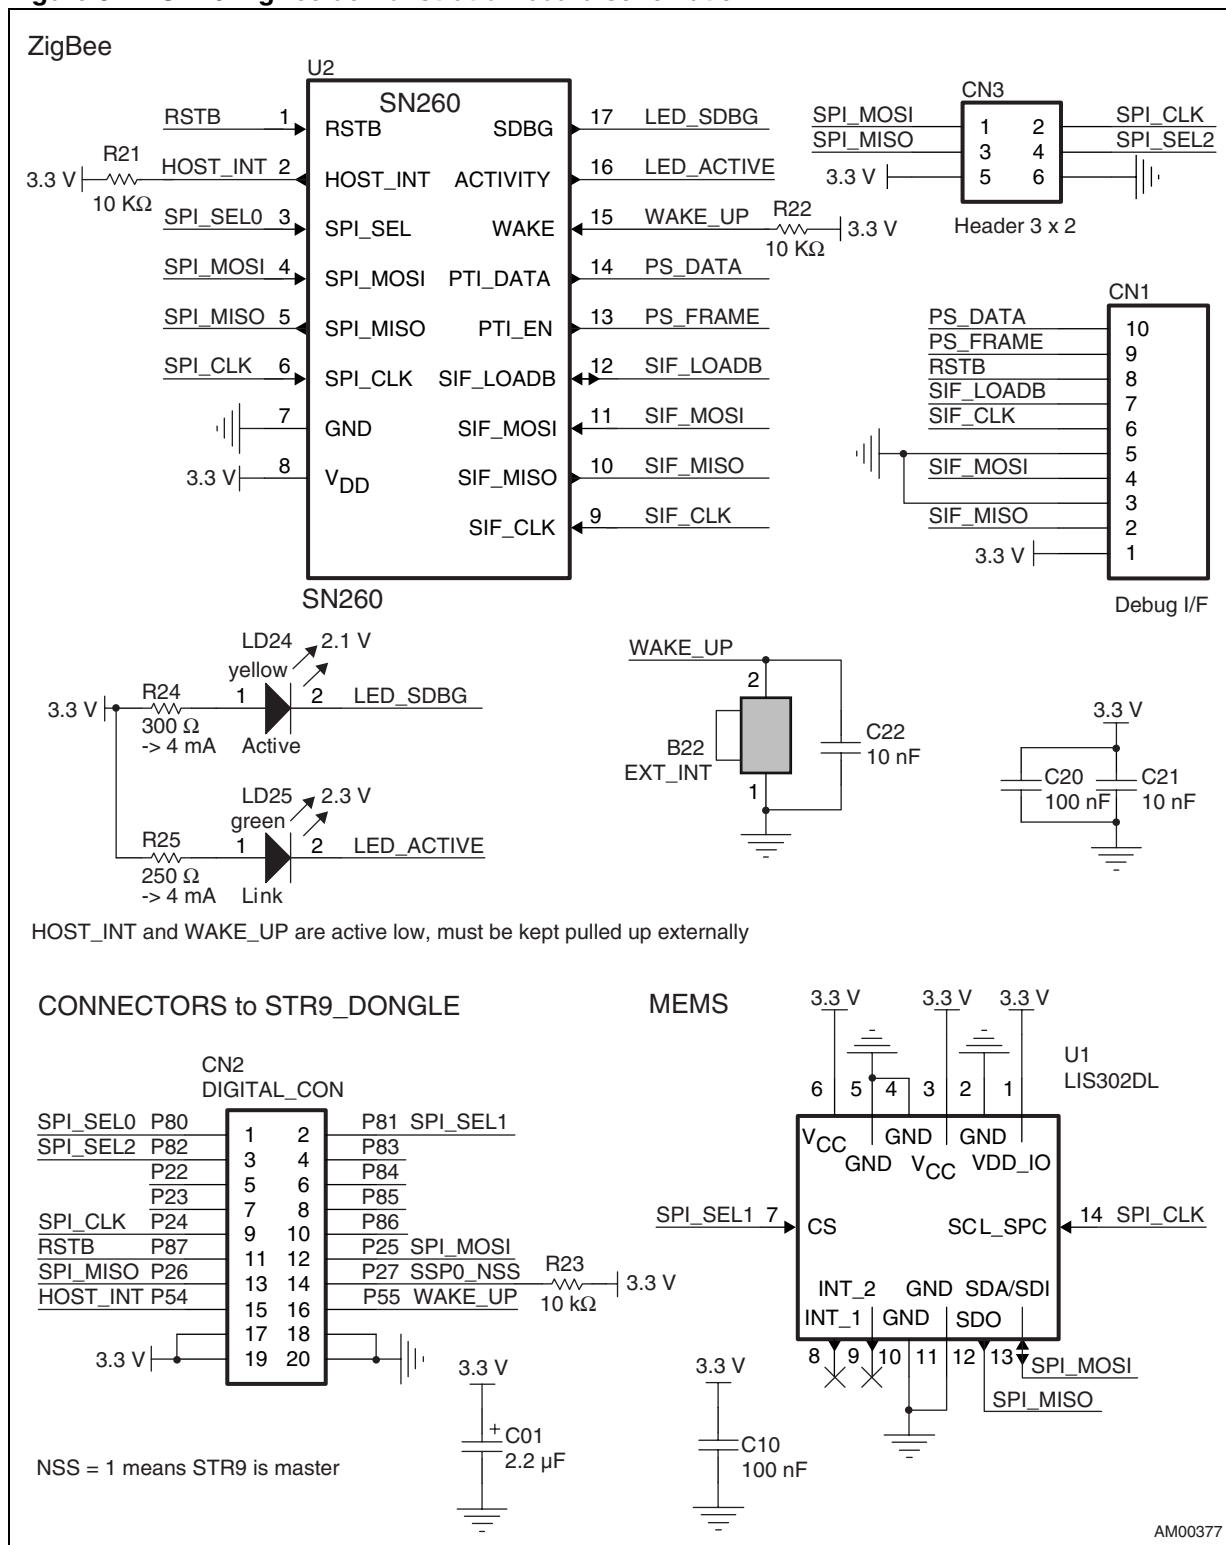 ZigBee
U2
SN260
RSTB 1 RSTB SDBG 17 LED_SDBG
3.3 V R21 10 KΩ HOST_INT 2 HOST_INT ACTIVITY 16 LED_ACTIVE
SPI_SEL0 3 SPI_SEL WAKE 15 WAKE_UP R22 10 KΩ 3.3 V
SPI_MOSI 4 SPI_MOSI PTI_DATA 14 PS_DATA
SPI_MISO 5 SPI_MISO PTI_EN 13 PS_FRAME
SPI_CLK 6 SPI_CLK SIF_LOADB 12 SIF_LOADB
7 GND SIF_MOSI 11 SIF_MOSI
3.3 V 8 VDD SIF_MISO 10 SIF_MISO
SIF_CLK 9 SIF_CLK
SN260
CN3
SPI_MOSI 1 2 SPI_CLK
SPI_MISO 3 4 SPI_SEL2
3.3 V 5 6
Header 3 x 2
CN1
PS_DATA 10
PS_FRAME 9
RSTB 8
SIF_LOADB 7
SIF_CLK 6
5
SIF_MOSI 4
3
SIF_MISO 2
3.3 V 1
Debug I/F
LD24 2.1 V
yellow
3.3 V R24 1 2 LED_SDBG
300 Ω
-> 4 mA Active
LD25 2.3 V
green
R25 1 2 LED_ACTIVE
250 Ω
-> 4 mA Link
WAKE_UP
2
B22
EXT_INT
1
C22
10 nF
3.3 V
C20
100 nF
C21
10 nF
HOST_INT and WAKE_UP are active low, must be kept pulled up externally
CONNECTORS to STR9_DONGLE
CN2
DIGITAL_CON
SPI_SEL0 P80 1 2 P81 SPI_SEL1
SPI_SEL2 P82 3 4 P83
P22 5 6 P84
P23 7 8 P85
SPI_CLK P24 9 10 P86
RSTB P87 11 12 P25 SPI_MOSI
SPI_MISO P26 13 14 P27 SSP0_NSS R23 10 kΩ 3.3 V
HOST_INT P54 15 16 P55 WAKE_UP
17 18
3.3 V 19 20
3.3 V
+ C01
2.2 µF
NSS = 1 means STR9 is master
MEMS
3.3 V 3.3 V 3.3 V
U1
LIS302DL
6 5 4 3 2 1
VCC GND GND VCC GND VDD_IO
SPI_SEL1 7 CS SCL_SPC 14 SPI_CLK
INT_2 GND SDA/SDI
INT_1 GND SDO
8 9 10 11 12 13
SPI_MOSI
SPI_MISO
3.3 V
C10
100 nF
AM00377